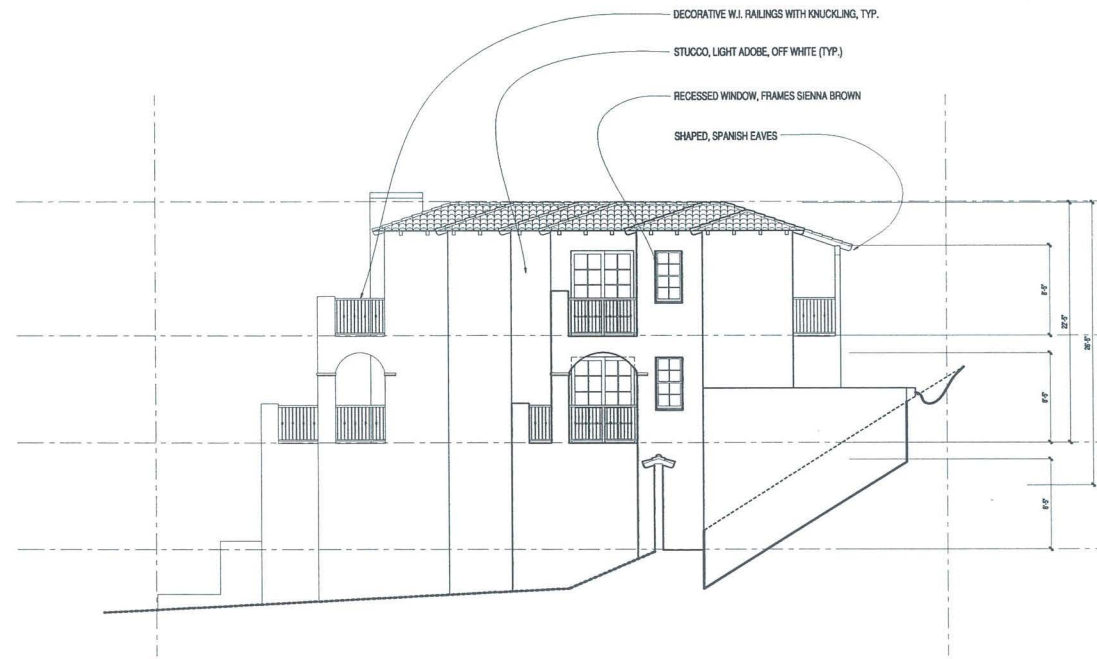 DECORATIVE W.I. RAILINGS WITH KNUCKLING, TYP.
STUCCO, LIGHT ADOBE, OFF WHITE (TYP.)
RECESSED WINDOW, FRAMES SIENNA BROWN
SHAPED, SPANISH EAVES